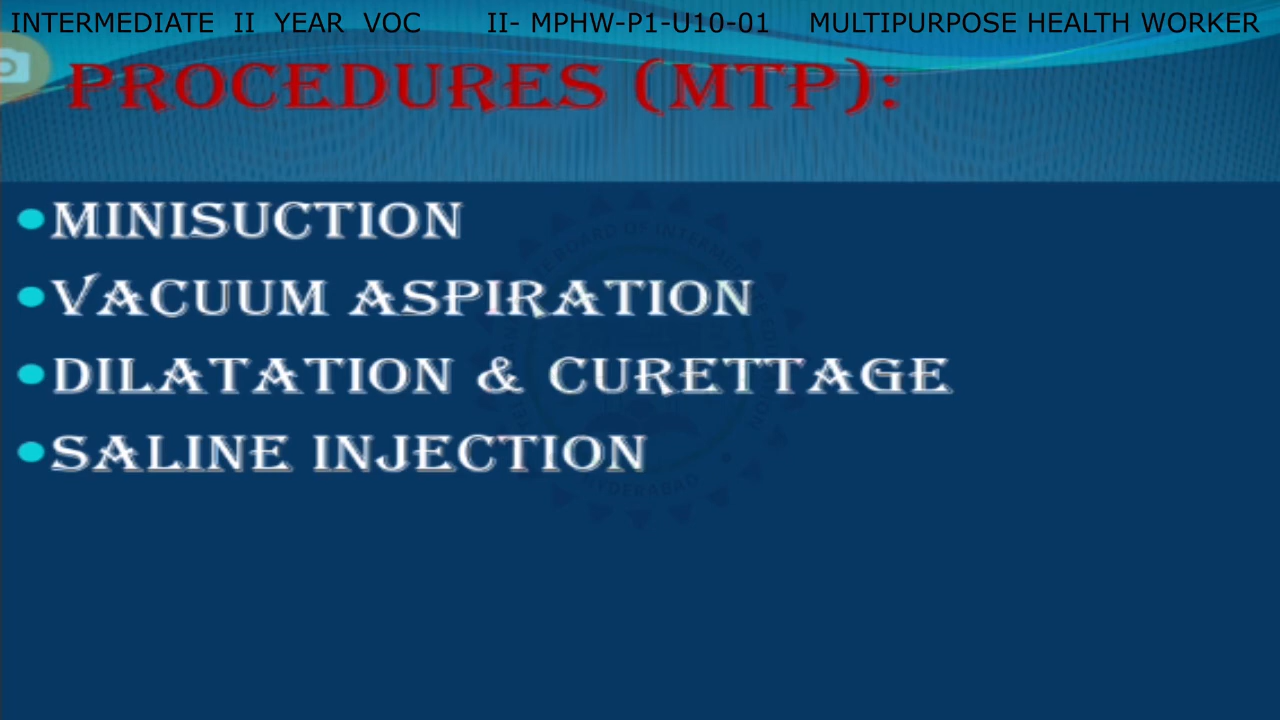 INTERMEDIATE II YEAR VOC II- MPHW-P1-U10-01 MULTIPURPOSE HEALTH WORKER
PROCEDURES (MTP):
•MINISUCTION
•VACUUM ASPIRATION
•DILATATION & CURETTAGE
•SALINE INJECTION
HYDERABAD